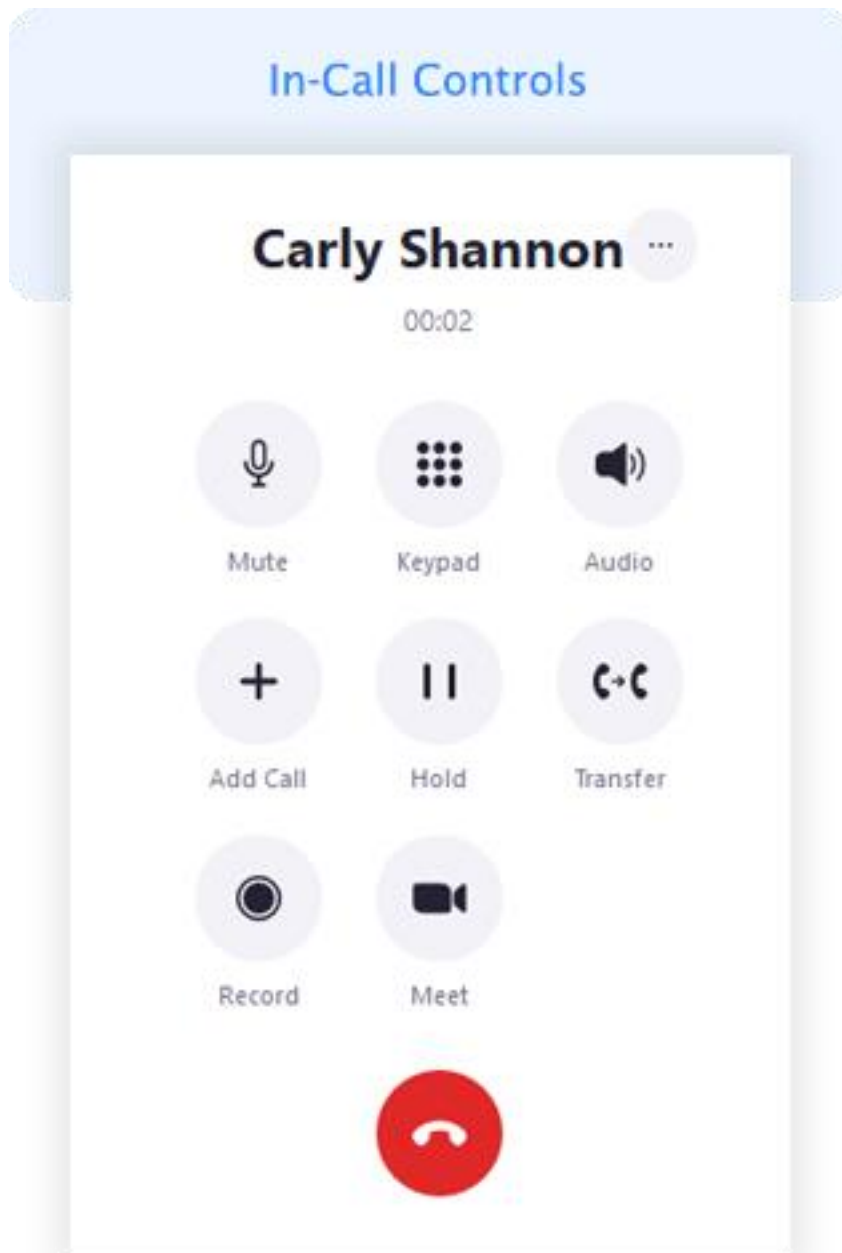 In-Call Controls
Carly Shannon ...
00:02
Mute Keypad Audio
Add Call Hold Transfer
Record Meet